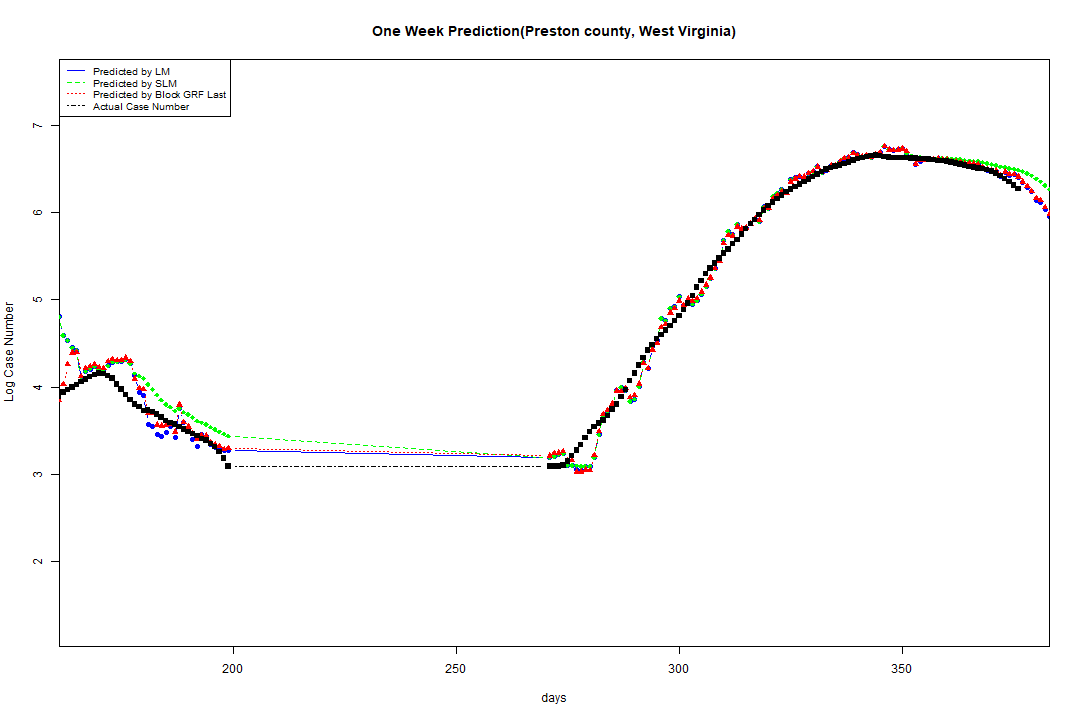 One Week Prediction(Preston county, West Virginia)
Predicted by LM
Predicted by SLM
Predicted by Block GRF Last
Actual Case Number
7
6
5
4
3
2
Log Case Number
200
250
300
350
days